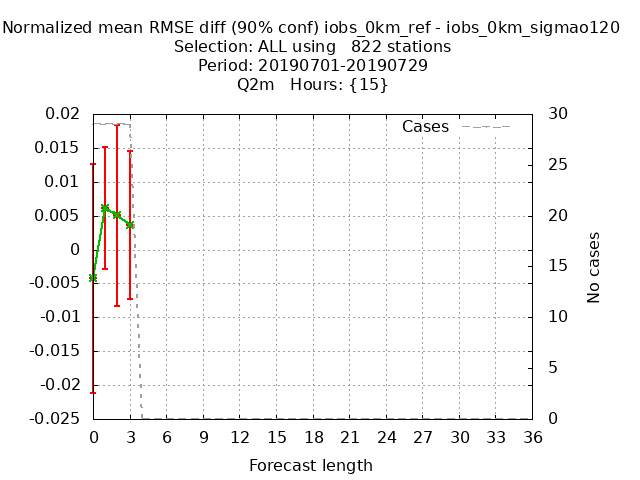 Normalized mean RMSE diff (90% conf) iobs_0km_ref - iobs_0km_sigmao120
Selection: ALL using   822 stations
Period: 20190701-20190729
Q2m   Hours: {15}
Cases
0.02
0.015
0.01
0.005
0
-0.005
-0.01
-0.015
-0.02
-0.025
30
25
20
15
10
5
0
No cases
0 3 6 9 12 15 18 21 24 27 30 33 36
Forecast length